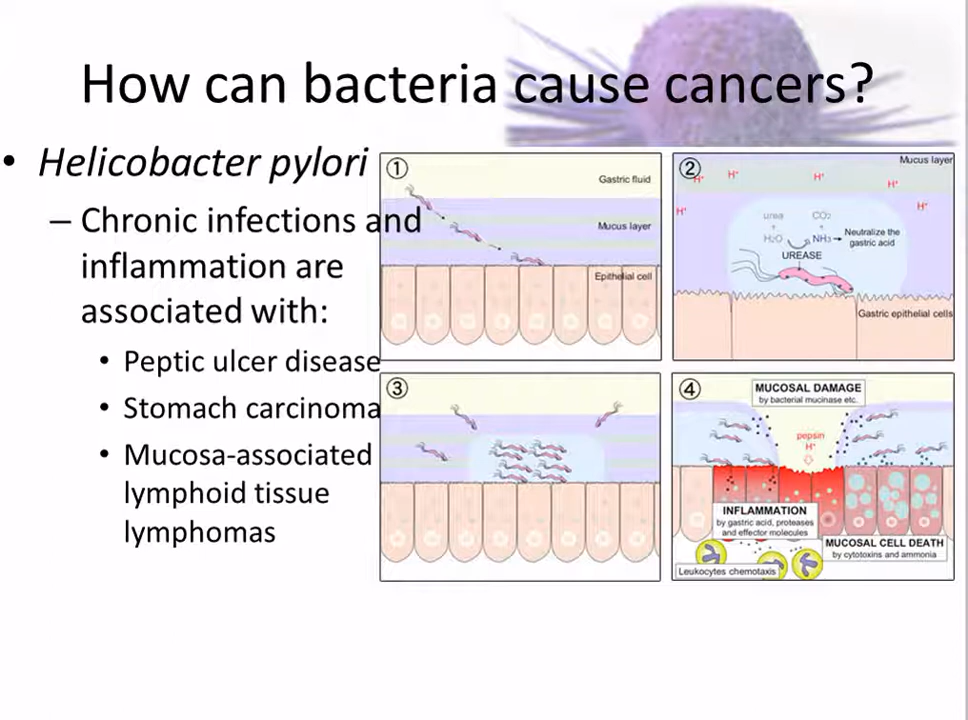 How can bacteria cause cancers?
• Helicobacter pylori
– Chronic infections and
inflammation are
associated with:
• Peptic ulcer disease
• Stomach carcinoma
• Mucosa-associated
lymphoid tissue
lymphomas
①
Gastric fluid
Mucus layer
Epithelial cell
②
Mucus layer
H⁺
H⁺
H⁺
H⁺
H⁺
H⁺
urea
+
H₂O
CO₂
+
NH₃
Neutralize the
gastric acid
UREASE
Gastric epithelial cells
③
④
MUCOSAL DAMAGE
by bacterial mucinase etc.
pepsin
H⁺
INFLAMMATION
by gastric acid, proteases
and effector molecules
MUCOSAL CELL DEATH
by cytotoxins and ammonia
Leukocytes chemotaxis